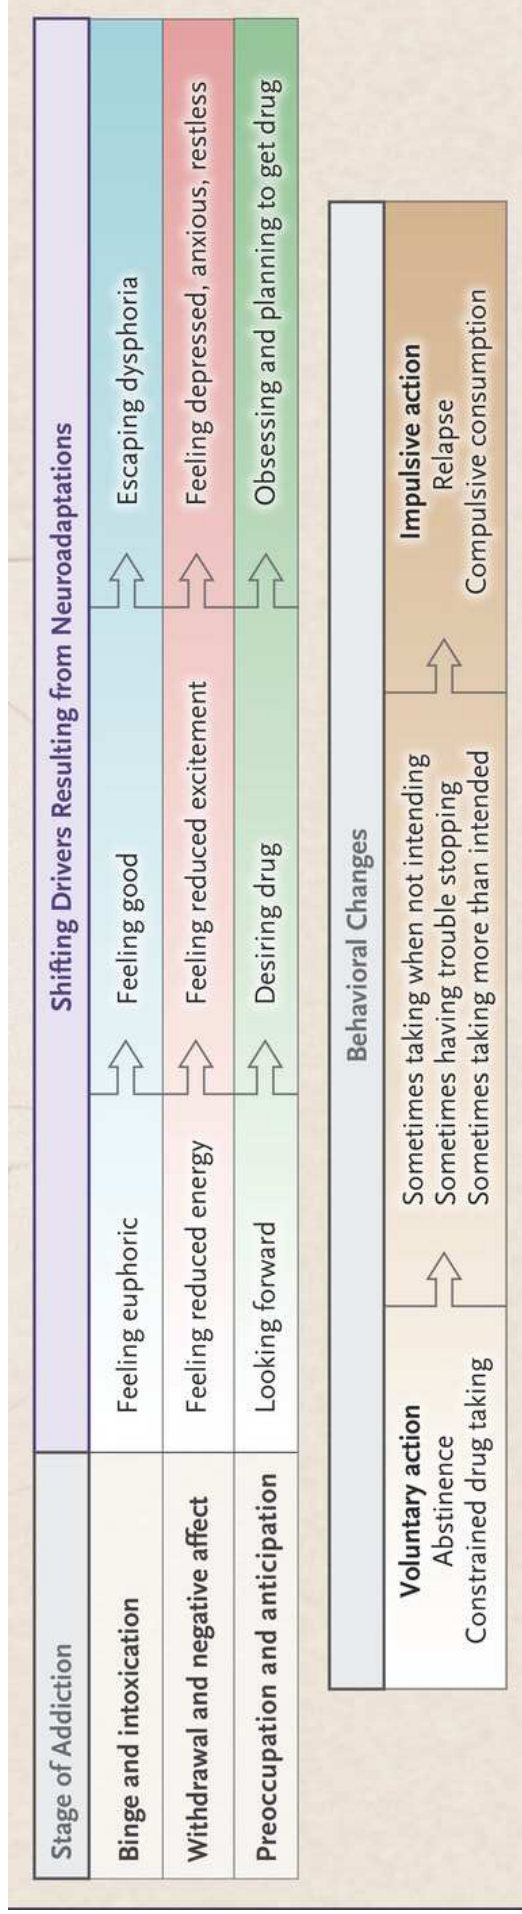 Stage of Addiction
Shifting Drivers Resulting from Neuroadaptations
Binge and intoxication
Feeling euphoric
Feeling good
Escaping dysphoria
Withdrawal and negative affect
Feeling reduced energy
Feeling reduced excitement
Feeling depressed, anxious, restless
Preoccupation and anticipation
Looking forward
Desiring drug
Obsessing and planning to get drug
Behavioral Changes
Voluntary action
Abstinence
Constrained drug taking
Sometimes taking when not intending
Sometimes having trouble stopping
Sometimes taking more than intended
Impulsive action
Relapse
Compulsive consumption